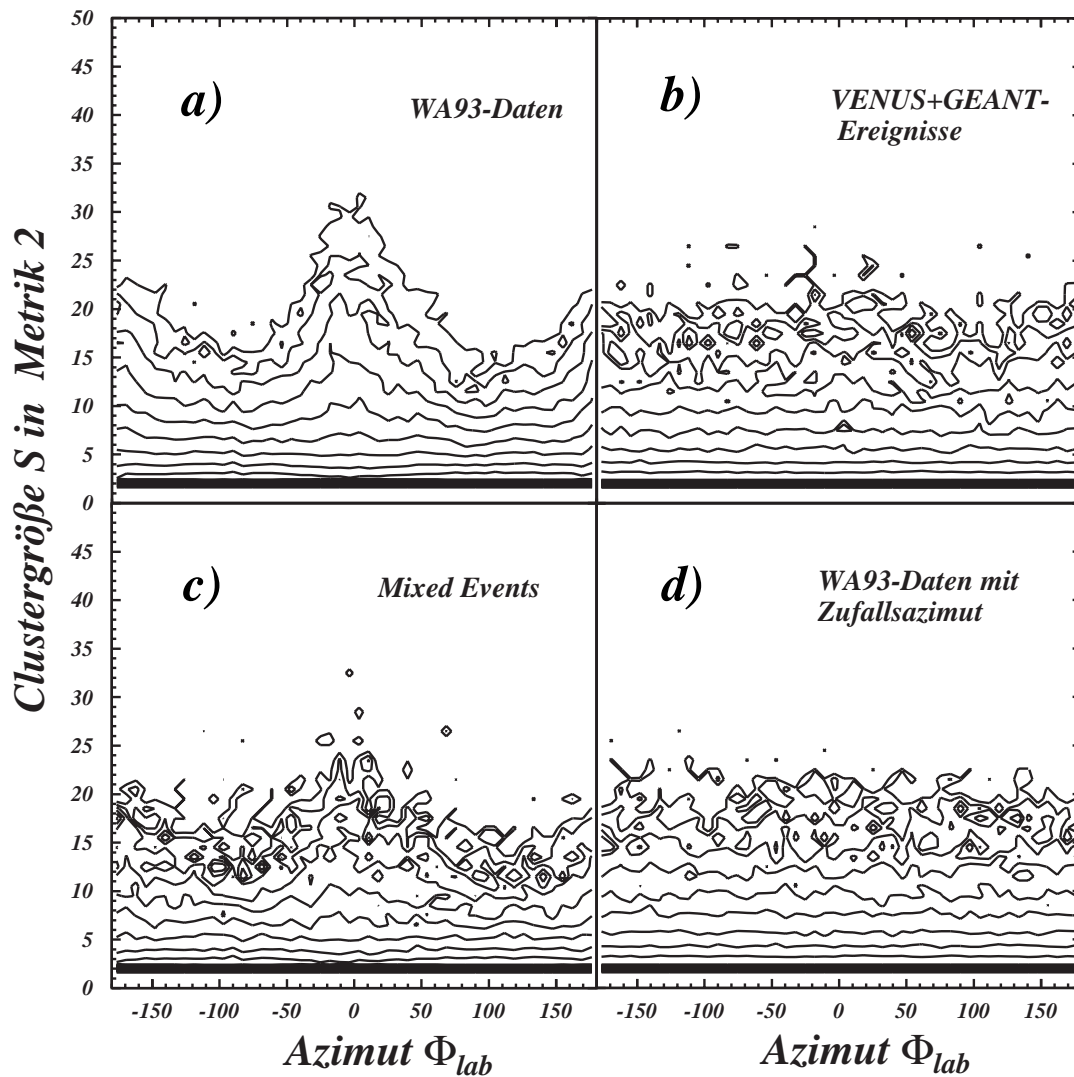 Clustergröße S in Metrik 2
50
45
40
35
30
25
20
15
10
5
0
a)
WA93-Daten
b)
VENUS+GEANT-
Ereignisse
45
40
35
30
25
20
15
10
5
0
c)
Mixed Events
d)
WA93-Daten mit
Zufallsazimut
-150 -100 -50 0 50 100 150
-150 -100 -50 0 50 100 150
Azimut Φlab
Azimut Φlab